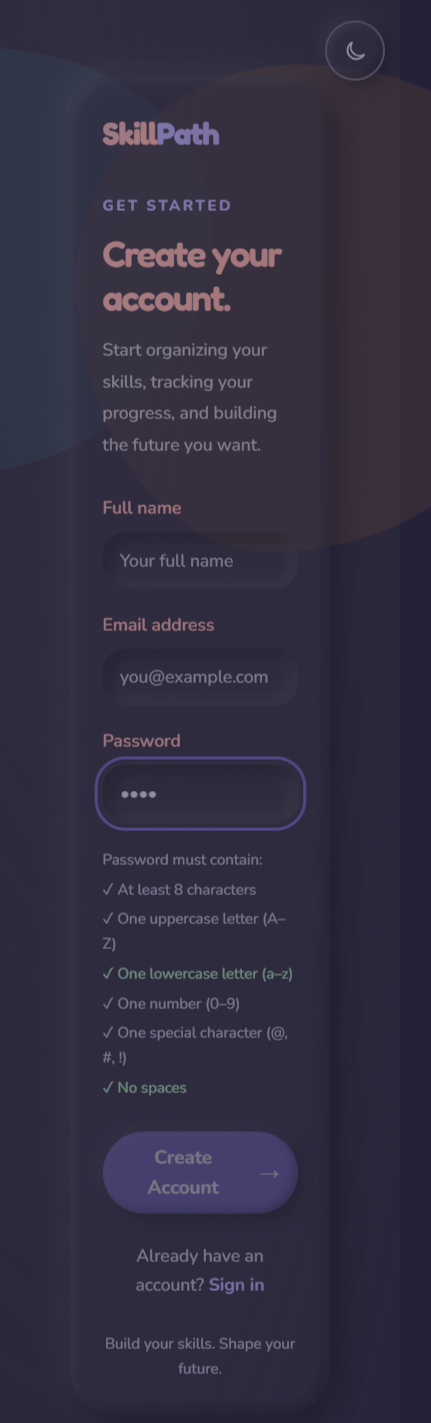 SkillPath
GET STARTED
Create your
account.
Start organizing your
skills, tracking your
progress, and building
the future you want.
Full name
Your full name
Email address
you@example.com
Password
••••
Password must contain:
✓ At least 8 characters
✓ One uppercase letter (A–
Z)
✓ One lowercase letter (a–z)
✓ One number (0–9)
✓ One special character (@,
#, !)
✓ No spaces
Create
Account →
Already have an
account? Sign in
Build your skills. Shape your
future.